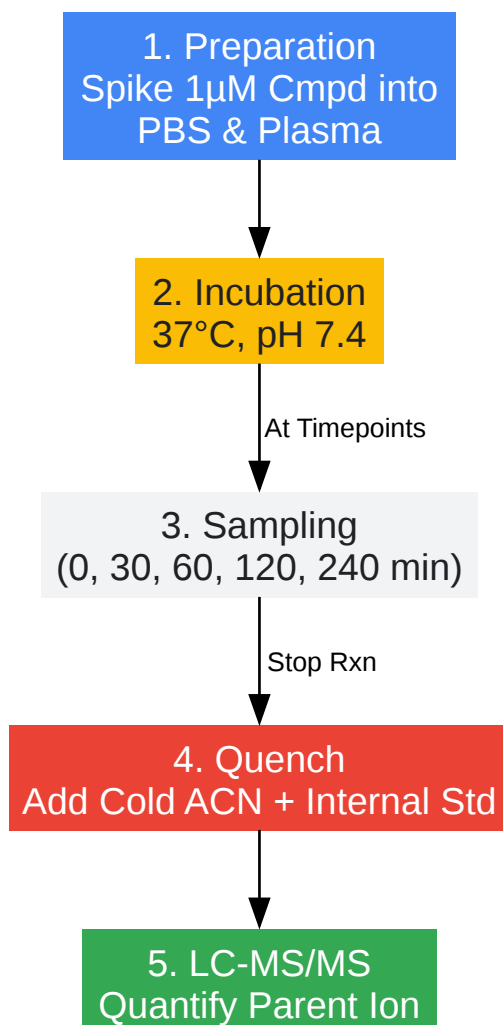 1. Preparation
Spike 1µM Cmpd into
PBS & Plasma
2. Incubation
37°C, pH 7.4
At Timepoints
3. Sampling
(0, 30, 60, 120, 240 min)
Stop Rxn
4. Quench
Add Cold ACN + Internal Std
5. LC-MS/MS
Quantify Parent Ion